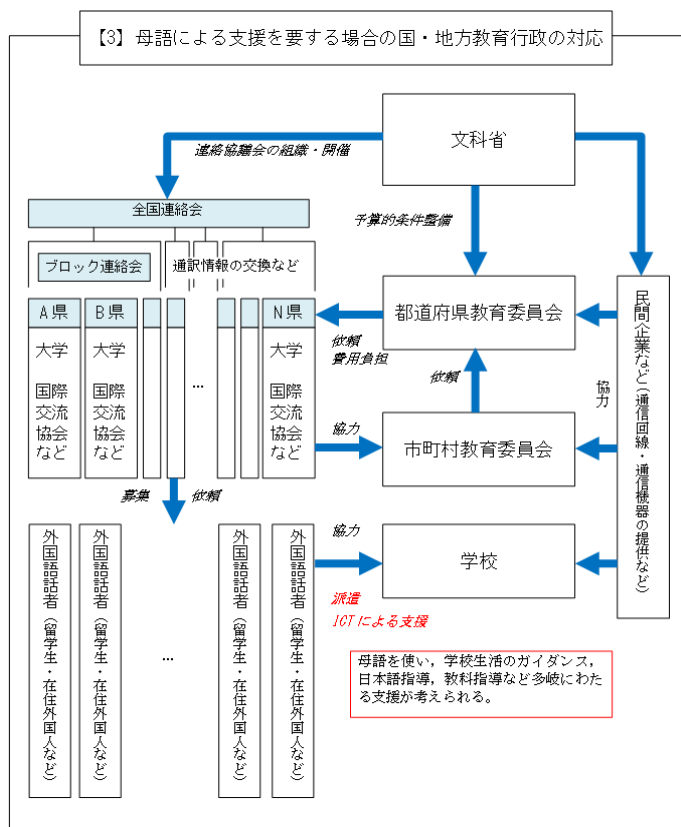 【3】母語による支援を要する場合の国・地方教育行政の対応
文科省
連絡協議会の組織・開催
全国連絡会
予算的条件整備
ブロック連絡会
通訳情報の交換など
A県
B県
N県
大学
国際
交流
協会
など
大学
国際
交流
協会
など
…
大学
国際
交流
協会
など
都道府県教育委員会
依頼
費用負担
依頼
民間企業など（通信回線・通信機器の提供など）
協力
協力
市町村教育委員会
募集
依頼
外国語話者（留学生・在住外国人など）
外国語話者（留学生・在住外国人など）
…
外国語話者（留学生・在住外国人など）
外国語話者（留学生・在住外国人など）
協力
学校
派遣
ICTによる支援
母語を使い，学校生活のガイダンス，
日本語指導，教科指導など多岐にわた
る支援が考えられる。